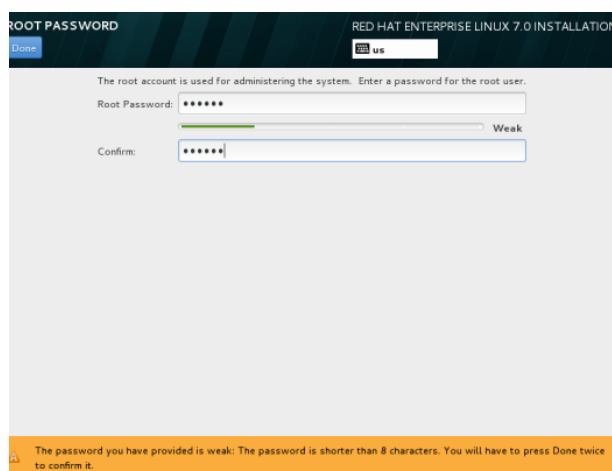 ROOT PASSWORD
RED HAT ENTERPRISE LINUX 7.0 INSTALLATION
Done
us
The root account is used for administering the system. Enter a password for the root user.
Root Password: ••••••
Weak
Confirm: ••••••
The password you have provided is weak: The password is shorter than 8 characters. You will have to press Done twice
to confirm it.